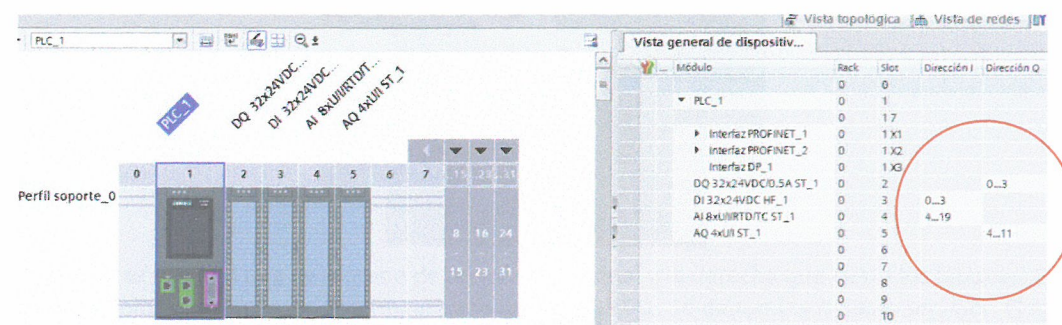 Vista topológica Vista de redes
PLC_1
Vista general de dispositiv...
PLC_1
DQ 32x24VDC...
DI 32x24VDC...
AI 8xU/I/RTD/T...
AQ 4xU/I ST_1
0 1 2 3 4 5 6 7 ..15 ..23 ..31
Perfil soporte_0
8 16 24
15 23 31
... Módulo Rack Slot Dirección I Dirección Q
0 0
PLC_1 0 1
0 1 7
Interfaz PROFINET_1 0 1 X1
Interfaz PROFINET_2 0 1 X2
Interfaz DP_1 0 1 X3
DQ 32x24VDC/0.5A ST_1 0 2 0...3
DI 32x24VDC HF_1 0 3 0...3
AI 8xU/I/RTD/TC ST_1 0 4 4...19
AQ 4xU/I ST_1 0 5 4...11
0 6
0 7
0 8
0 9
0 10